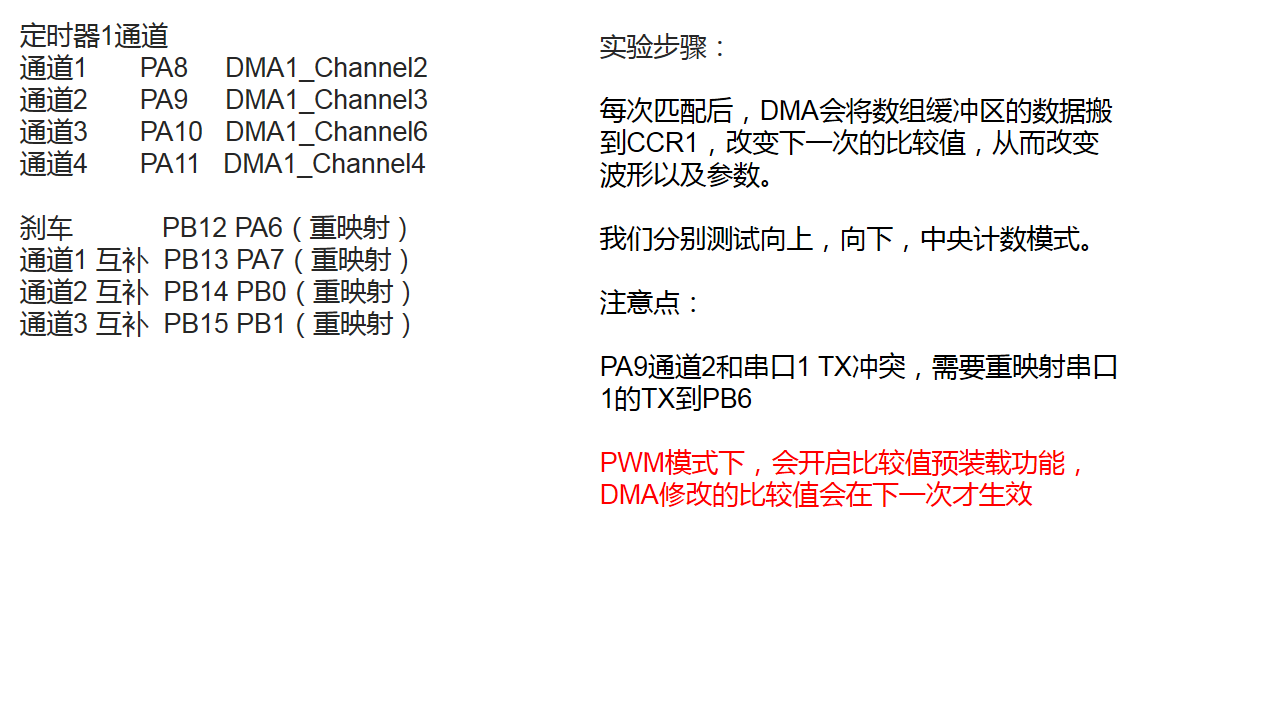 定时器1通道
通道1 PA8 DMA1_Channel2
通道2 PA9 DMA1_Channel3
通道3 PA10 DMA1_Channel6
通道4 PA11 DMA1_Channel4
刹车 PB12 PA6（重映射）
通道1 互补 PB13 PA7（重映射）
通道2 互补 PB14 PB0（重映射）
通道3 互补 PB15 PB1（重映射）
实验步骤：
每次匹配后，DMA会将数组缓冲区的数据搬
到CCR1，改变下一次的比较值，从而改变
波形以及参数。
我们分别测试向上，向下，中央计数模式。
注意点：
PA9通道2和串口1 TX冲突，需要重映射串口
1的TX到PB6
PWM模式下，会开启比较值预装载功能，
DMA修改的比较值会在下一次才生效